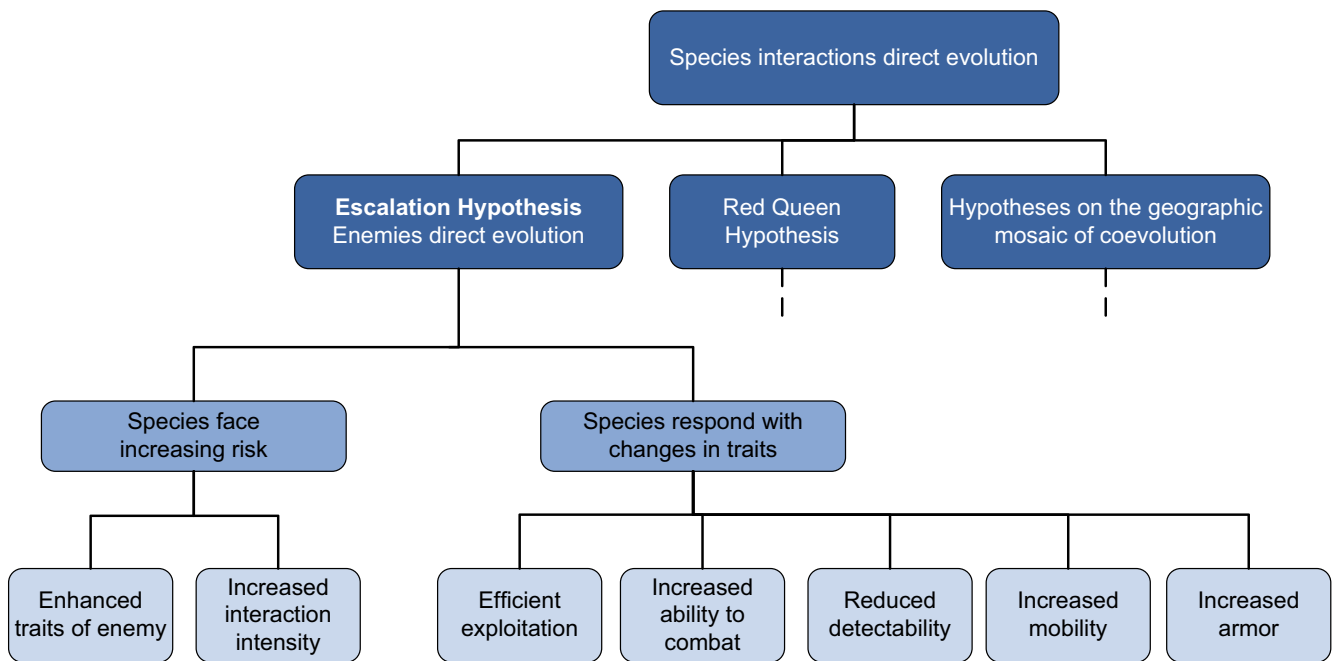 Species interactions direct evolution
Escalation Hypothesis
Enemies direct evolution
Red Queen
Hypothesis
Hypotheses on the geographic
mosaic of coevolution
Species face
increasing risk
Species respond with
changes in traits
Enhanced
traits of enemy
Increased
interaction
intensity
Efficient
exploitation
Increased
ability to
combat
Reduced
detectability
Increased
mobility
Increased
armor